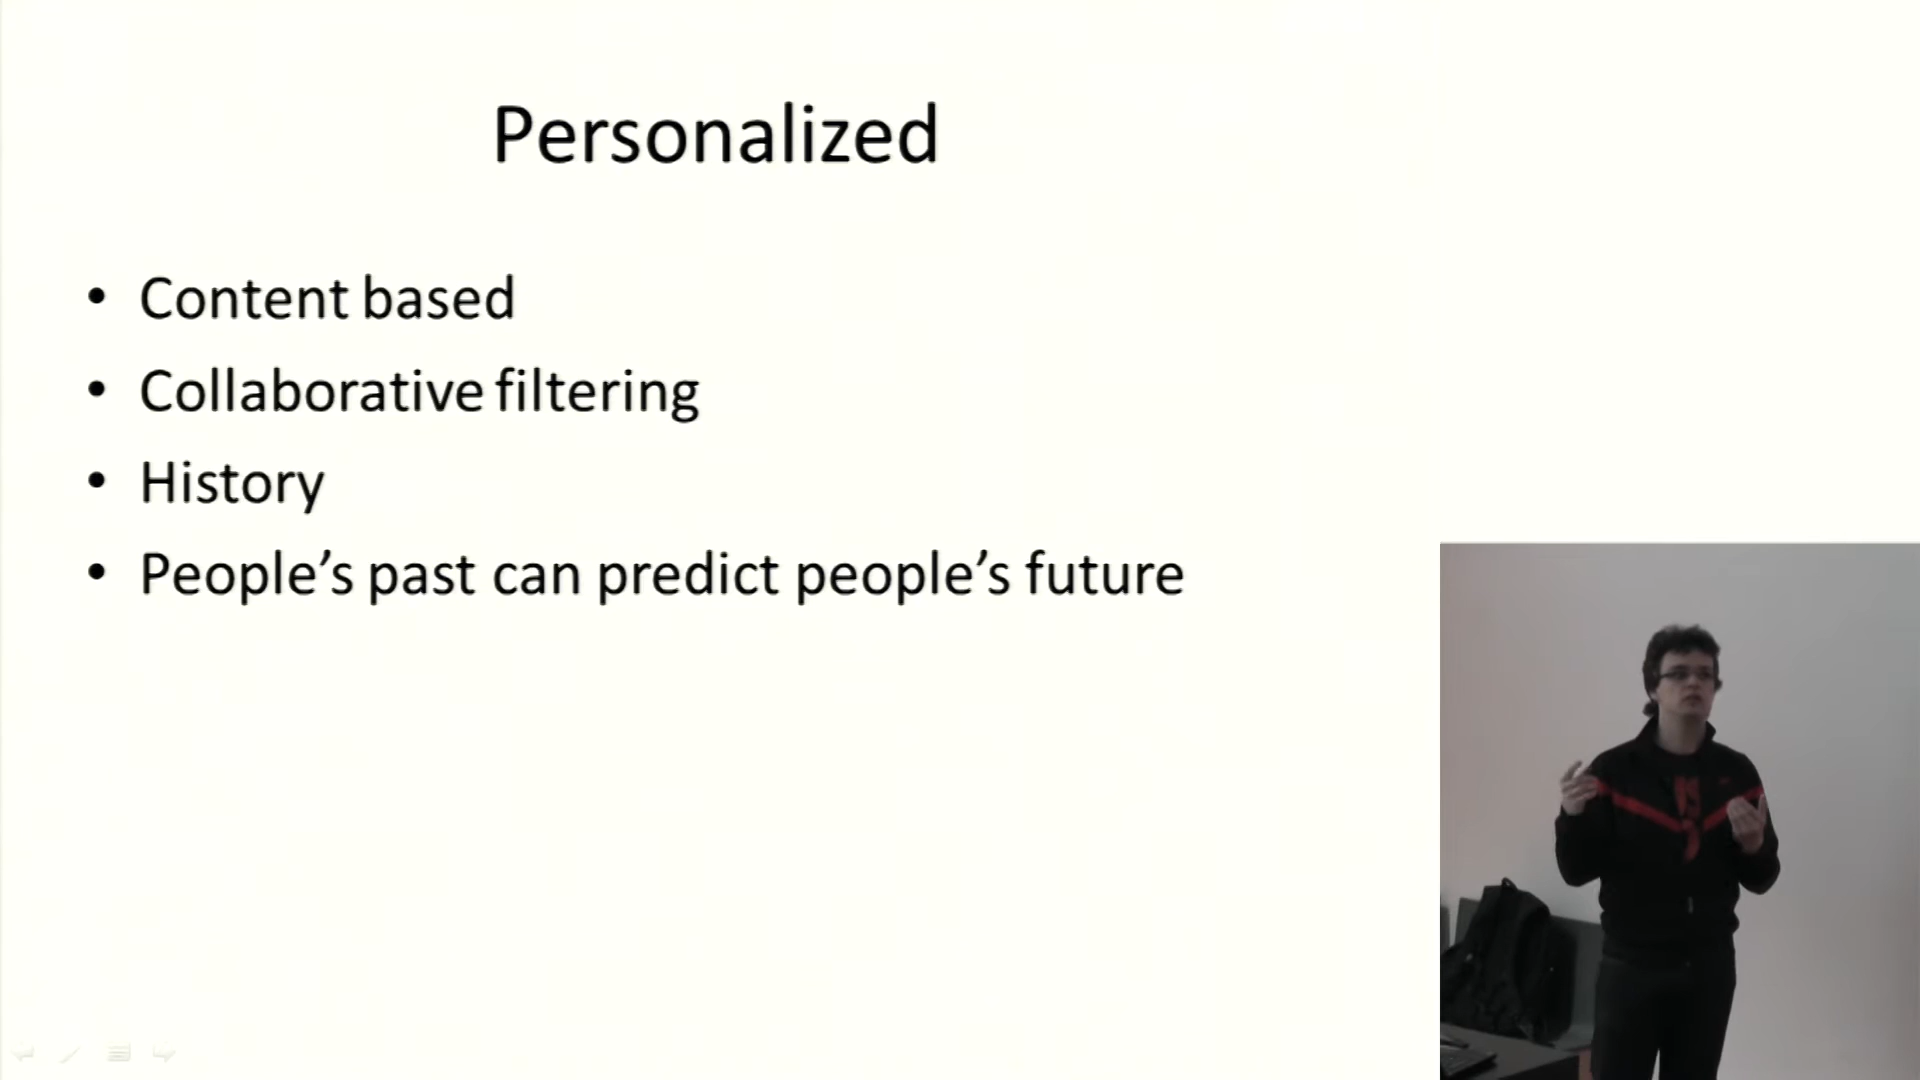 Personalized
• Content based
• Collaborative filtering
• History
• People’s past can predict people’s future